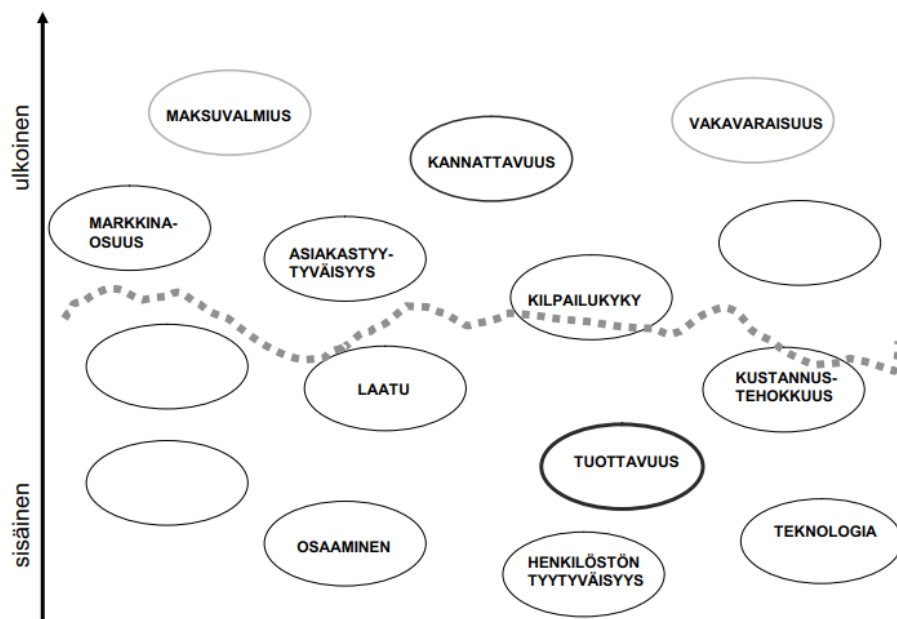 ulkoinen
MAKSUVALMIUS
VAKAVARAISUUS
KANNATTAVUUS
MARKKINA-
OSUUS
ASIAKASTYY-
TYVÄISYYS
KILPAILUKYKY
LAATU
KUSTANNUS-
TEHOKKUUS
TUOTTAVUUS
sisäinen
OSAAMINEN
TEKNOLOGIA
HENKILÖSTÖN
TYYTYVÄISYYS